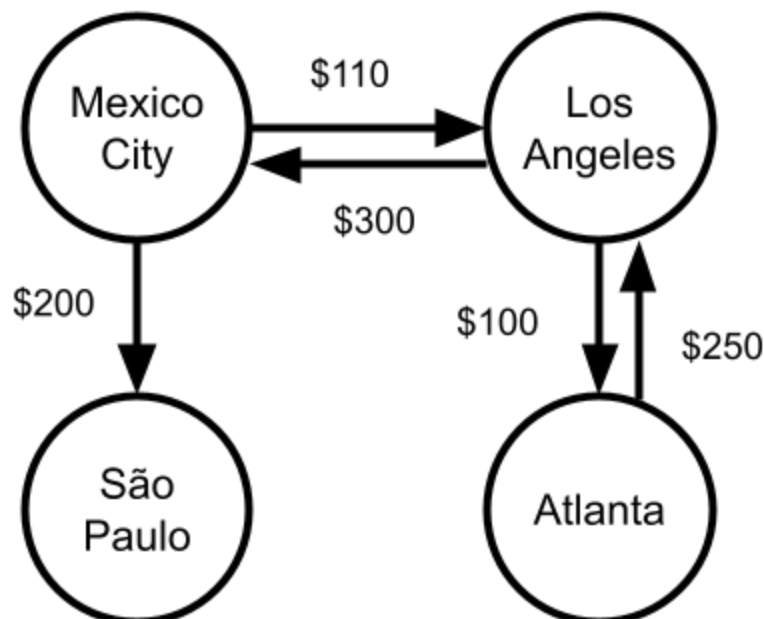 $110
Mexico
City
Los
Angeles
$300
$200
$100
$250
São
Paulo
Atlanta